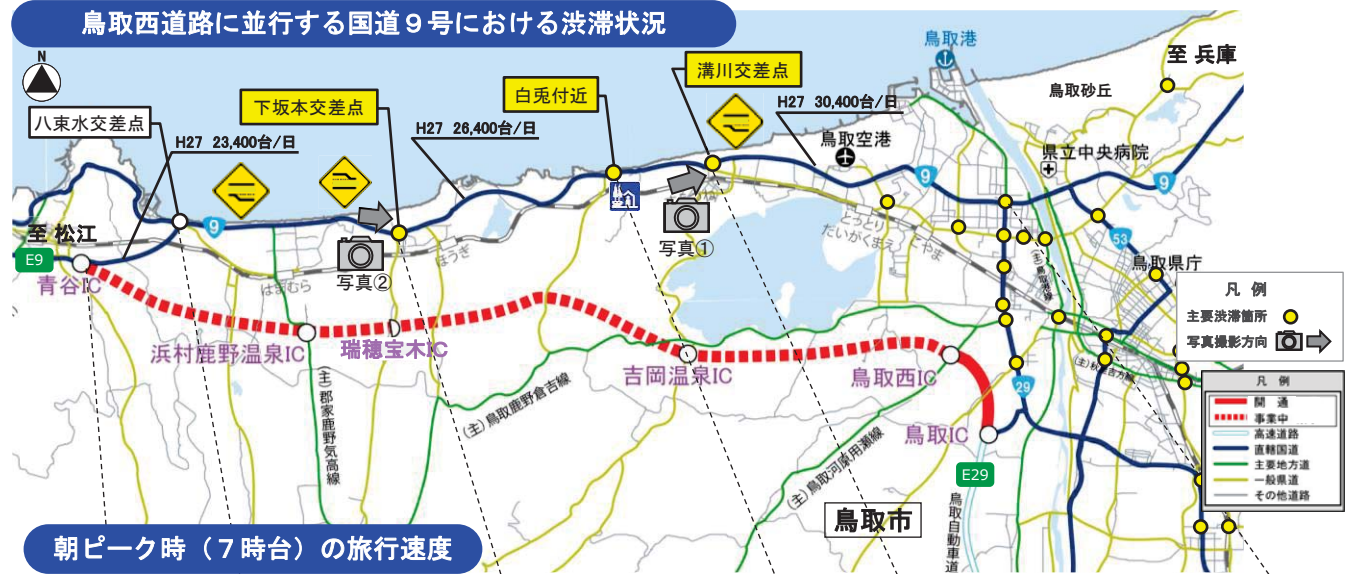 鳥取西道路に並行する国道９号における渋滞状況
N
鳥取港
至 兵庫
溝川交差点
白兎付近
下坂本交差点
八束水交差点
鳥取砂丘
H27 30,400台/日
H27 26,400台/日
H27 23,400台/日
鳥取空港
県立中央病院
9
9
9
至 松江
E9
青谷IC
写真②
写真①
はまむら
ほうぎ
とっとり
だいがくまえ
こやま
53
鳥取県庁
浜村鹿野温泉IC
瑞穂宝木IC
吉岡温泉IC
鳥取西IC
鳥取IC
29
E29
(主)郡家鹿野気高線
(主)鳥取鹿野倉吉線
(主)鳥取河原用瀬線
鳥取自動車道
鳥取市
凡 例
主要渋滞箇所
写真撮影方向
凡 例
開 通
事業中
高速道路
直轄国道
主要地方道
一般県道
その他道路
朝ピーク時（７時台）の旅行速度